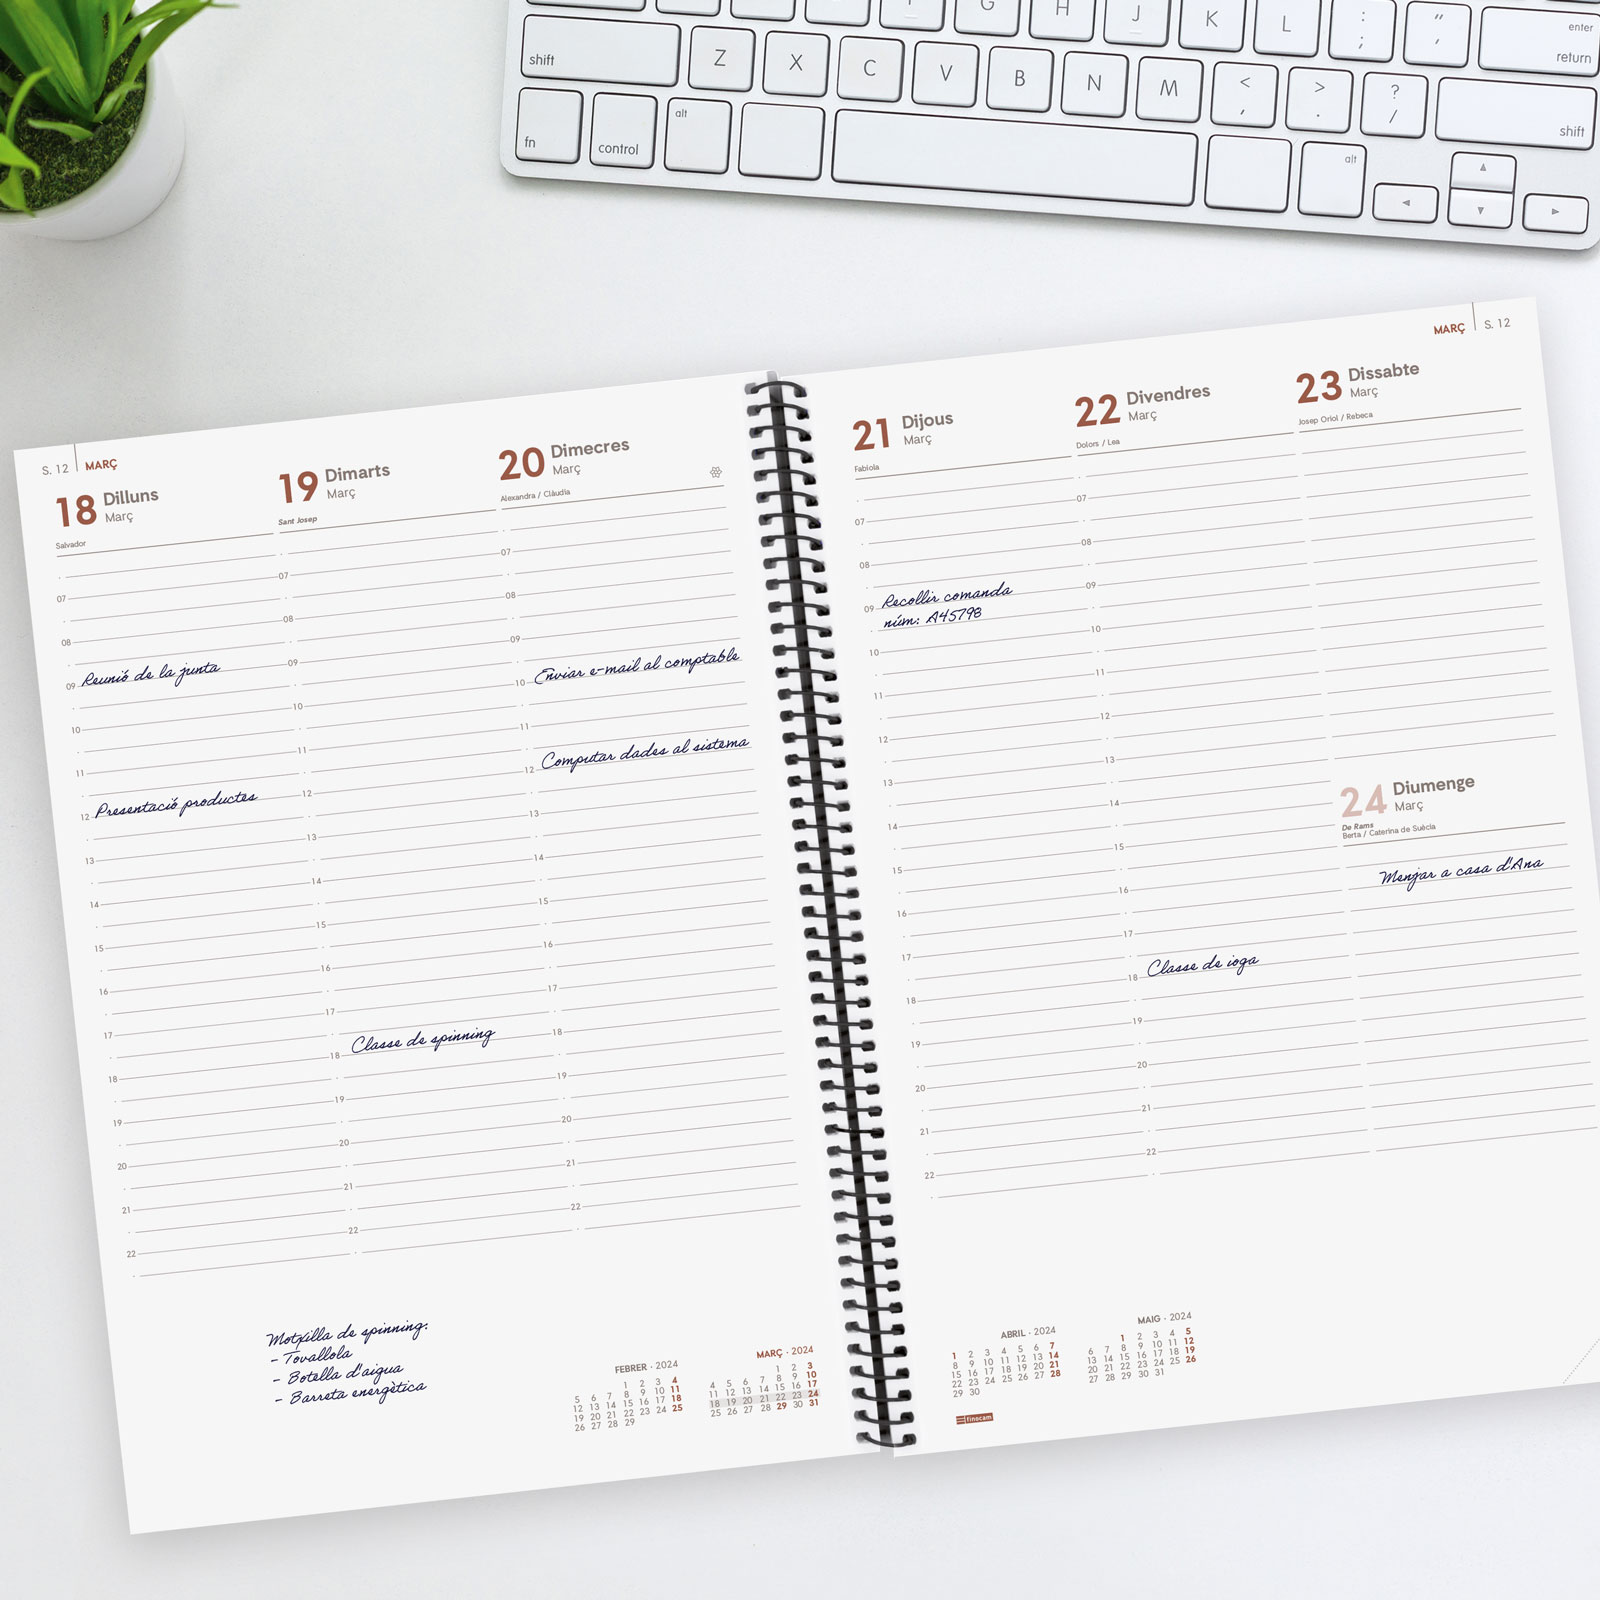 G H J K L : ; " ' enter return
shift Z X C V B N M < , > . ? / shift
fn control alt alt
S. 12 MARÇ
18 Dilluns
Març
Salvador
07
08
09 Reunió de la junta
10
11
12 Presentació productes
13
14
15
16
17
18
19
20
21
22
19 Dimarts
Març
Sant Josep
07
08
09
10
11
12
13
14
15
16
17
18 Classe de spinning
19
20
21
22
20 Dimecres
Març
Alexandra / Clàudia
07
08
09
10 Enviar e-mail al comptable
11
12 Computar dades al sistema
13
14
15
16
17
18
19
20
21
22
Motxilla de spinning:
- Tovallola
- Botella d'aigua
- Barreta energètica
FEBRER · 2024
1 2 3 4
5 6 7 8 9 10 11
12 13 14 15 16 17 18
19 20 21 22 23 24 25
26 27 28 29
MARÇ · 2024
1 2 3
4 5 6 7 8 9 10
11 12 13 14 15 16 17
18 19 20 21 22 23 24
25 26 27 28 29 30 31
MARÇ S. 12
21 Dijous
Març
Fabiola
07
08
09 Recollir comanda
núm: A45798
10
11
12
13
14
15
16
17
18
19
20
21
22
22 Divendres
Març
Dolors / Lea
07
08
09
10
11
12
13
14
15
16
17
18 Classe de ioga
19
20
21
22
23 Dissabte
Març
Josep Oriol / Rebeca
24 Diumenge
Març
De Rams
Berta / Caterina de Suècia
Menjar a casa d'Ana
ABRIL · 2024
1 2 3 4 5 6 7
8 9 10 11 12 13 14
15 16 17 18 19 20 21
22 23 24 25 26 27 28
29 30
MAIG · 2024
1 2 3 4 5
6 7 8 9 10 11 12
13 14 15 16 17 18 19
20 21 22 23 24 25 26
27 28 29 30 31
finocam